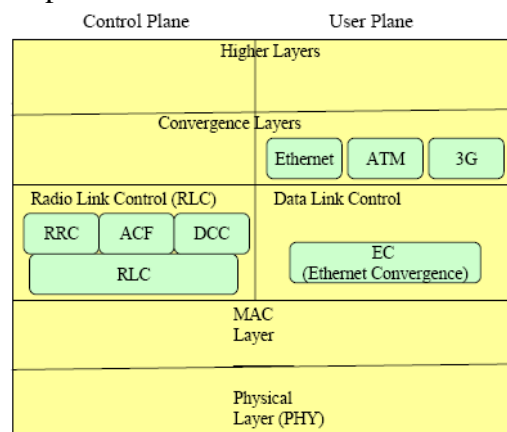 Control Plane
User Plane
Higher Layers
Convergence Layers
Ethernet
ATM
3G
Radio Link Control (RLC)
Data Link Control
RRC
ACF
DCC
RLC
EC
(Ethernet Convergence)
MAC
Layer
Physical
Layer (PHY)